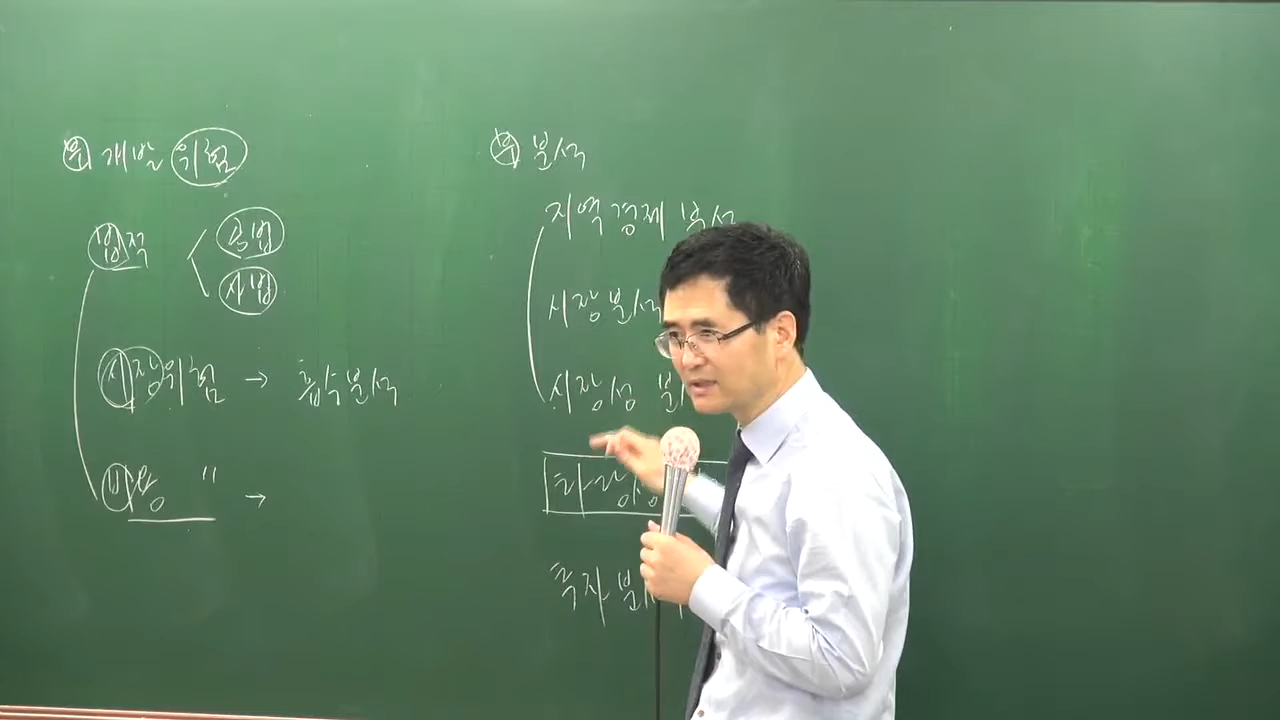 부 개발 위험
법적 < 공법
사법
시장위험 → 흡수분석
비용 " →
부 분석
지역경제 분석
시장분석
시장성 분
타당성
투자분